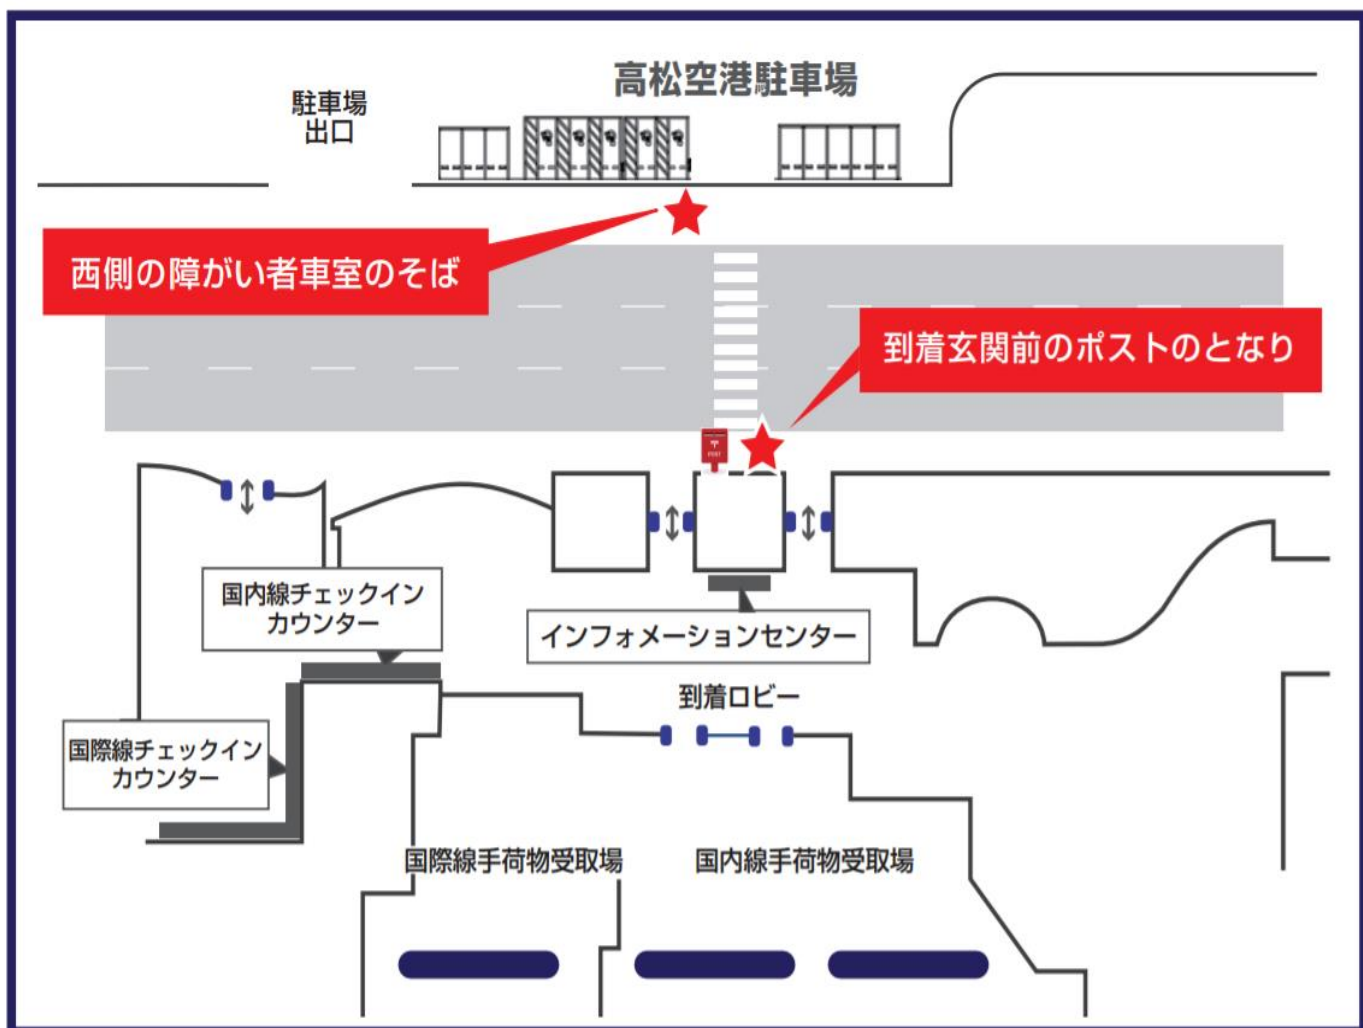 高松空港駐車場
駐車場
出口
西側の障がい者車室のそば
到着玄関前のポストのとなり
〒
POST
国内線チェックイン
カウンター
インフォメーションセンター
到着ロビー
国際線チェックイン
カウンター
国際線手荷物受取場
国内線手荷物受取場